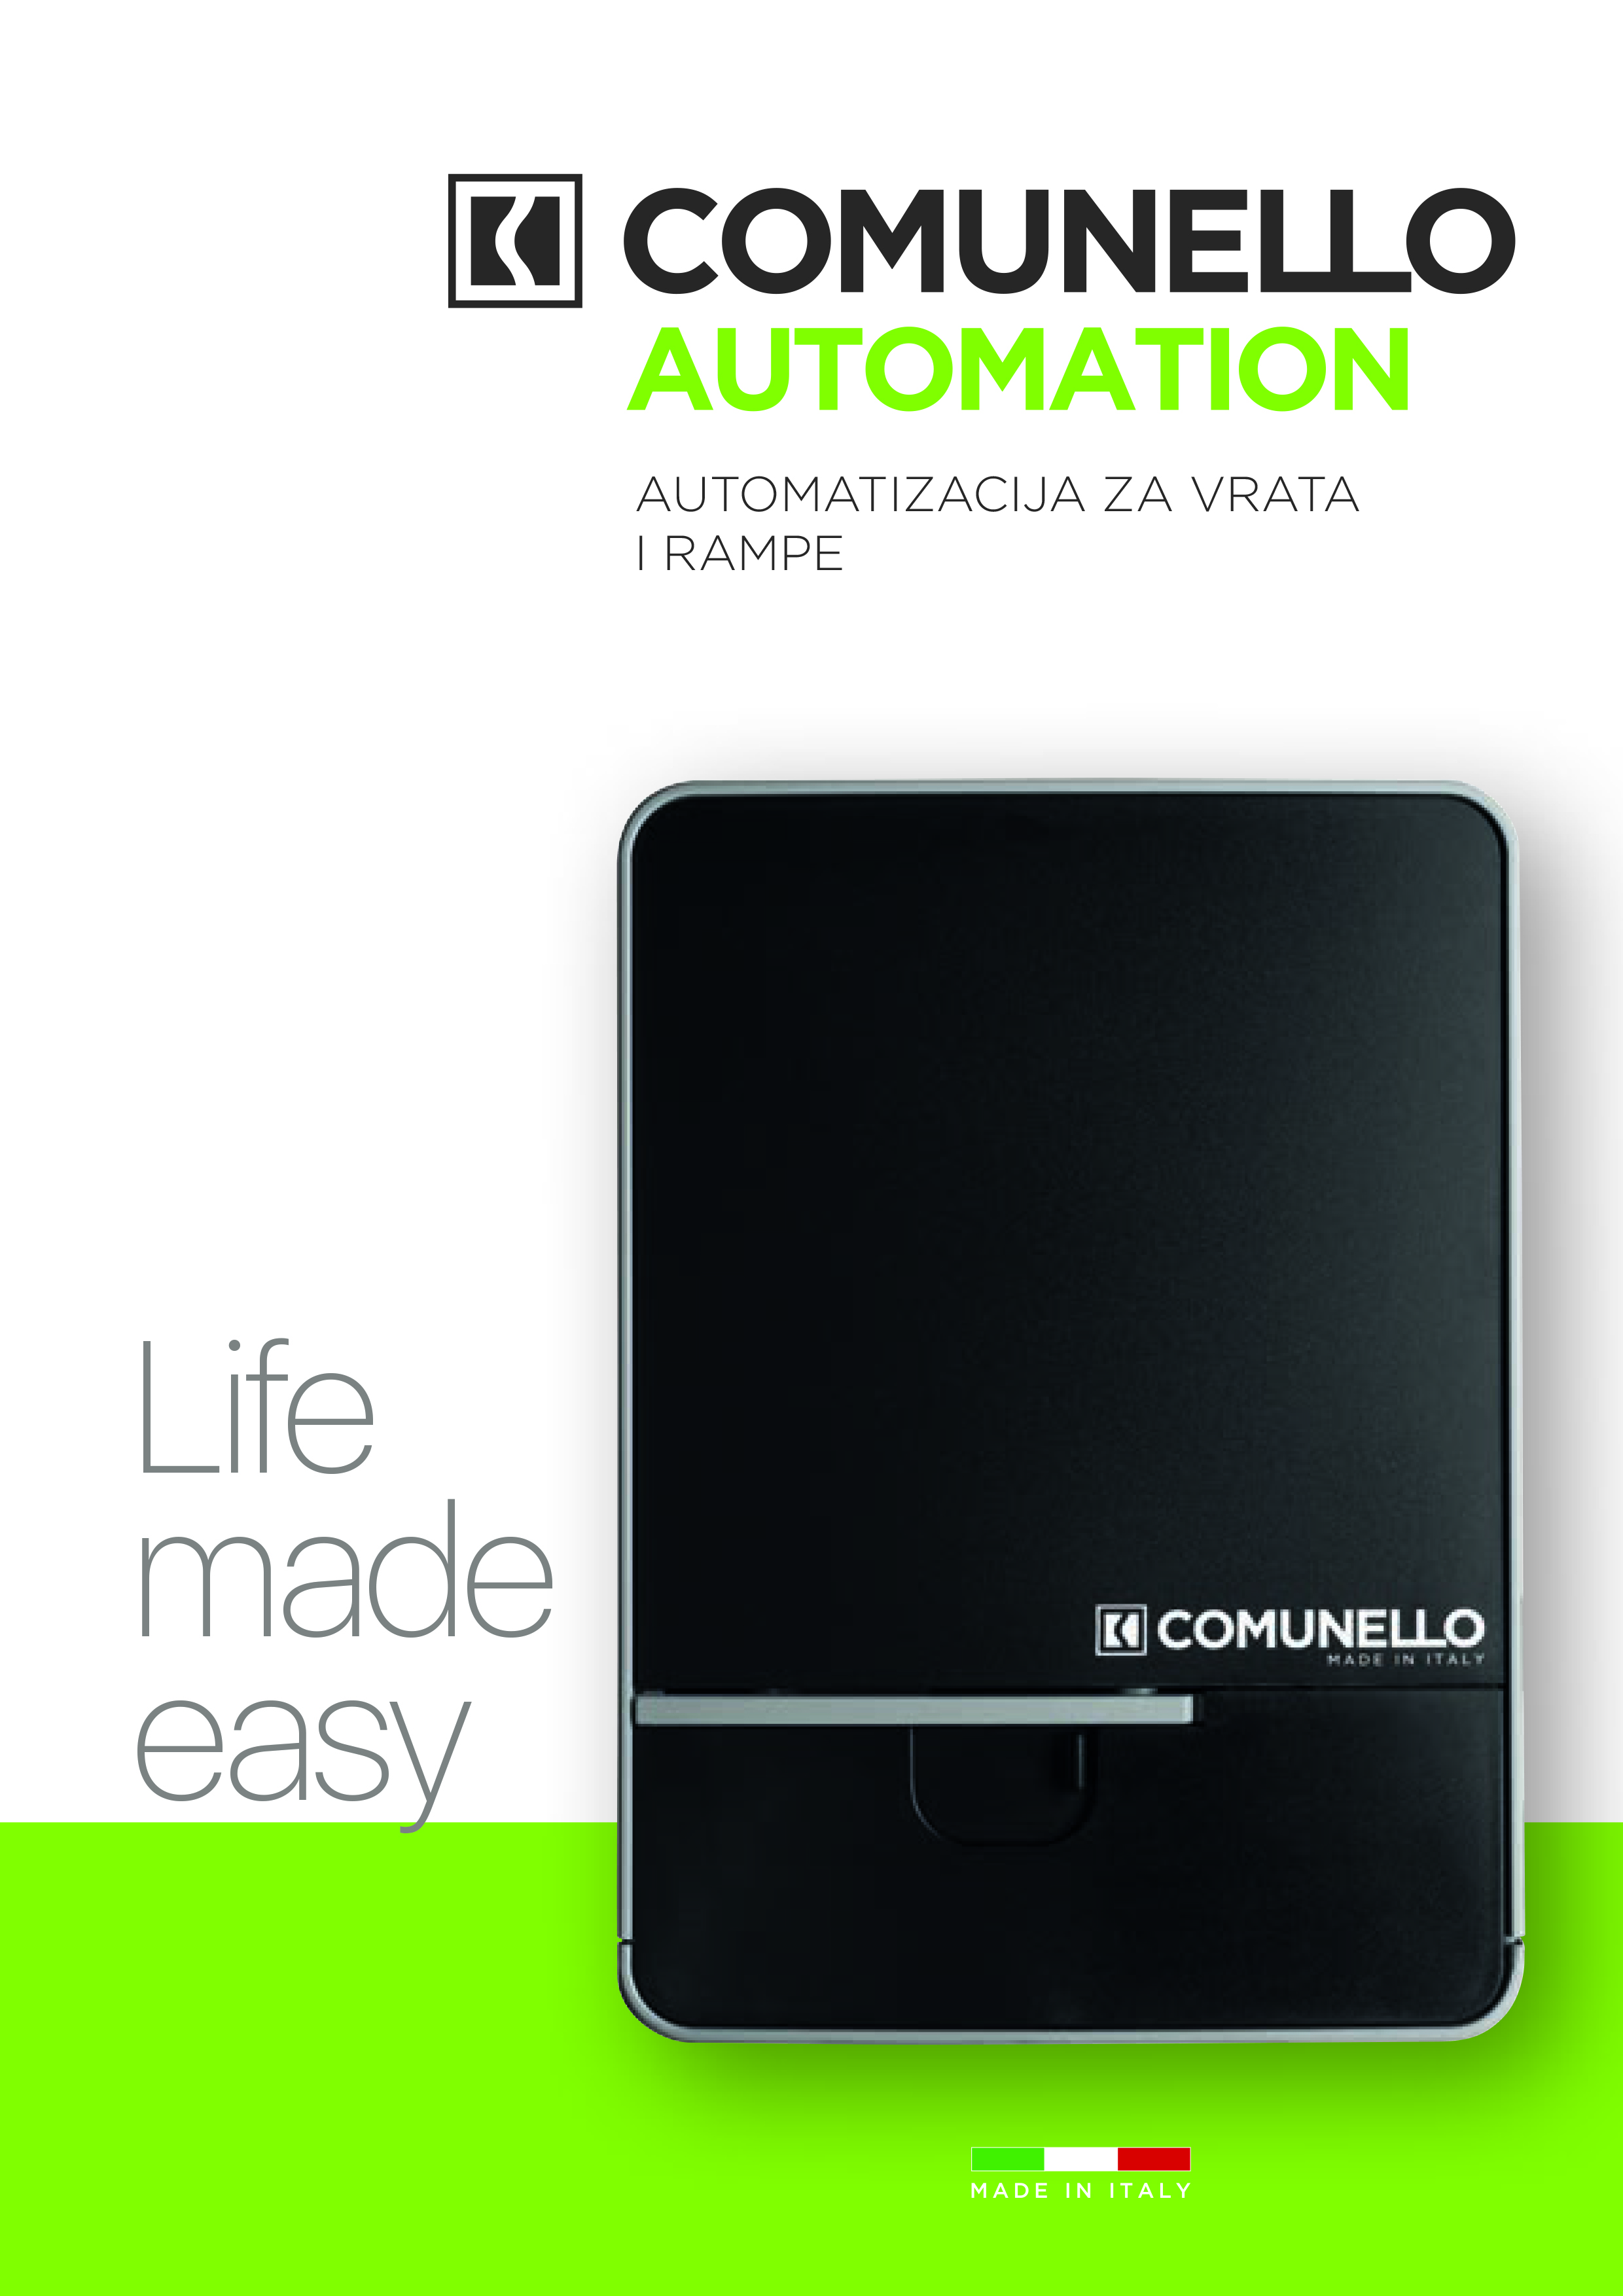 COMUNELLO
AUTOMATION
AUTOMATIZACIJA ZA VRATA
I RAMPE
Life
made
easy
COMUNELLO
MADE IN ITALY
MADE IN ITALY